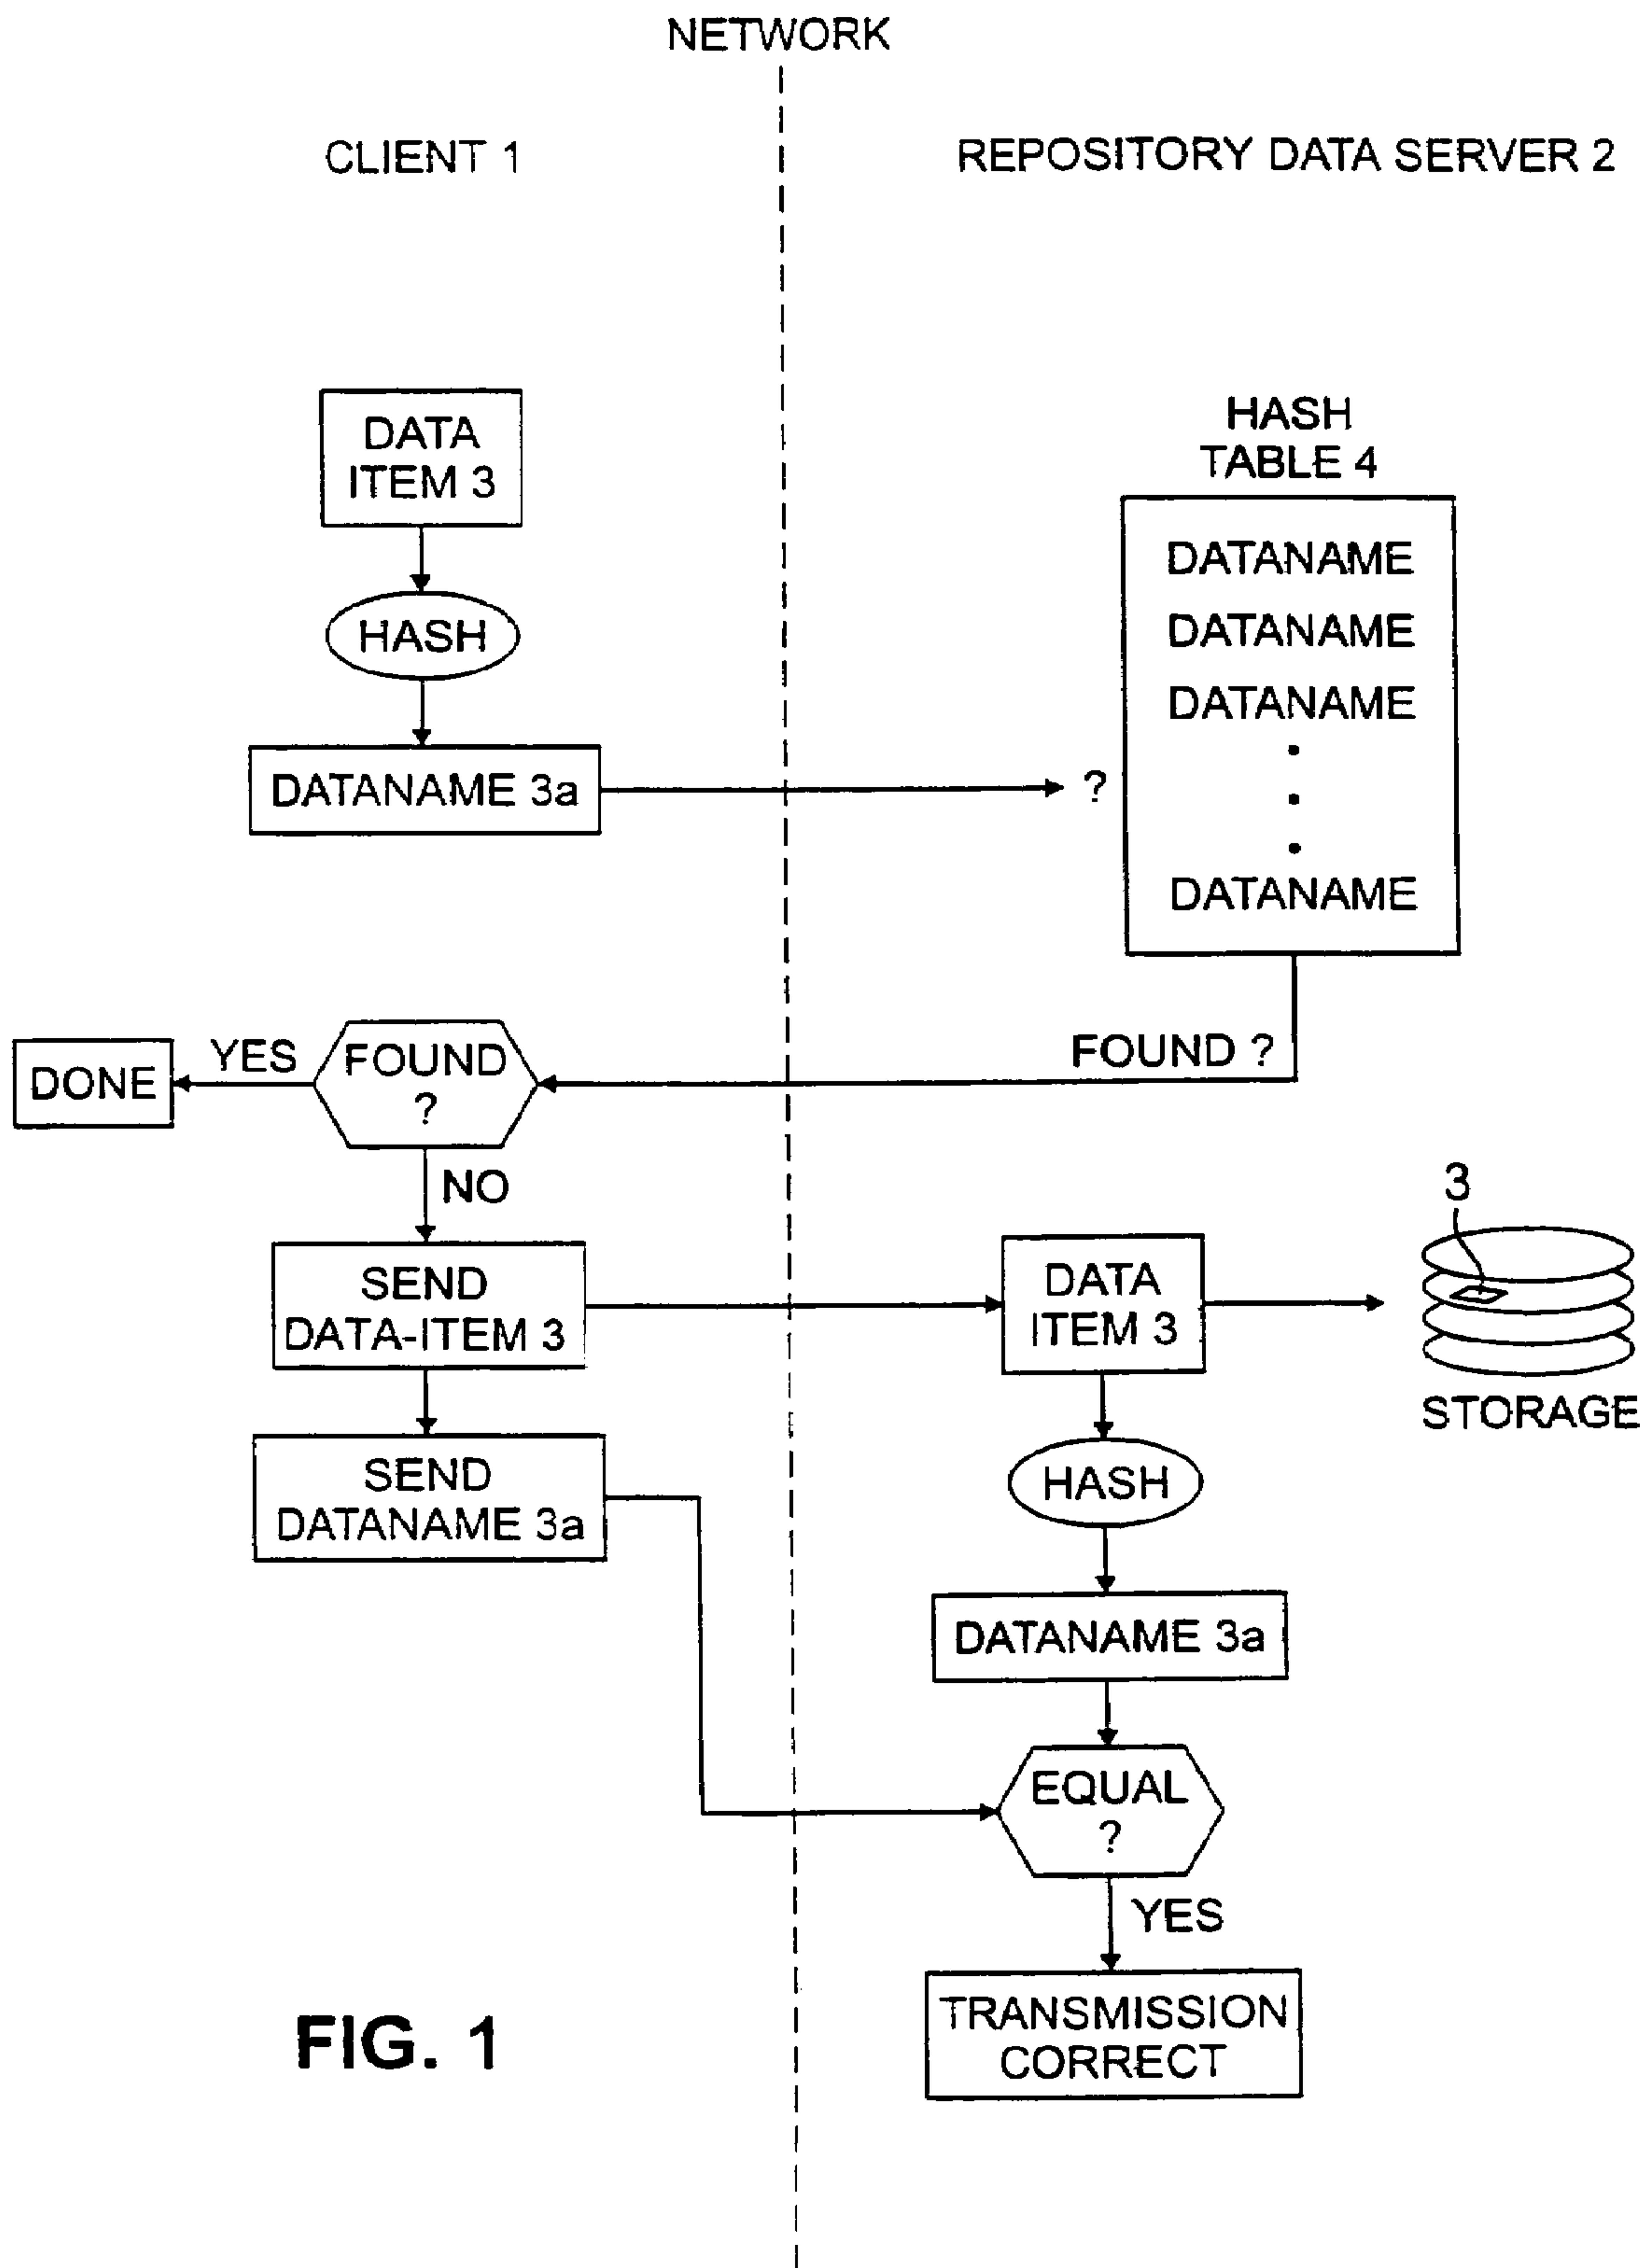 NETWORK
CLIENT 1
REPOSITORY DATA SERVER 2
DATA
ITEM 3
HASH
DATANAME 3a
?
HASH
TABLE 4
DATANAME
DATANAME
DATANAME
DATANAME
FOUND ?
FOUND
?
YES
DONE
NO
SEND
DATA-ITEM 3
DATA
ITEM 3
3
STORAGE
SEND
DATANAME 3a
HASH
DATANAME 3a
EQUAL
?
YES
TRANSMISSION
CORRECT
FIG. 1